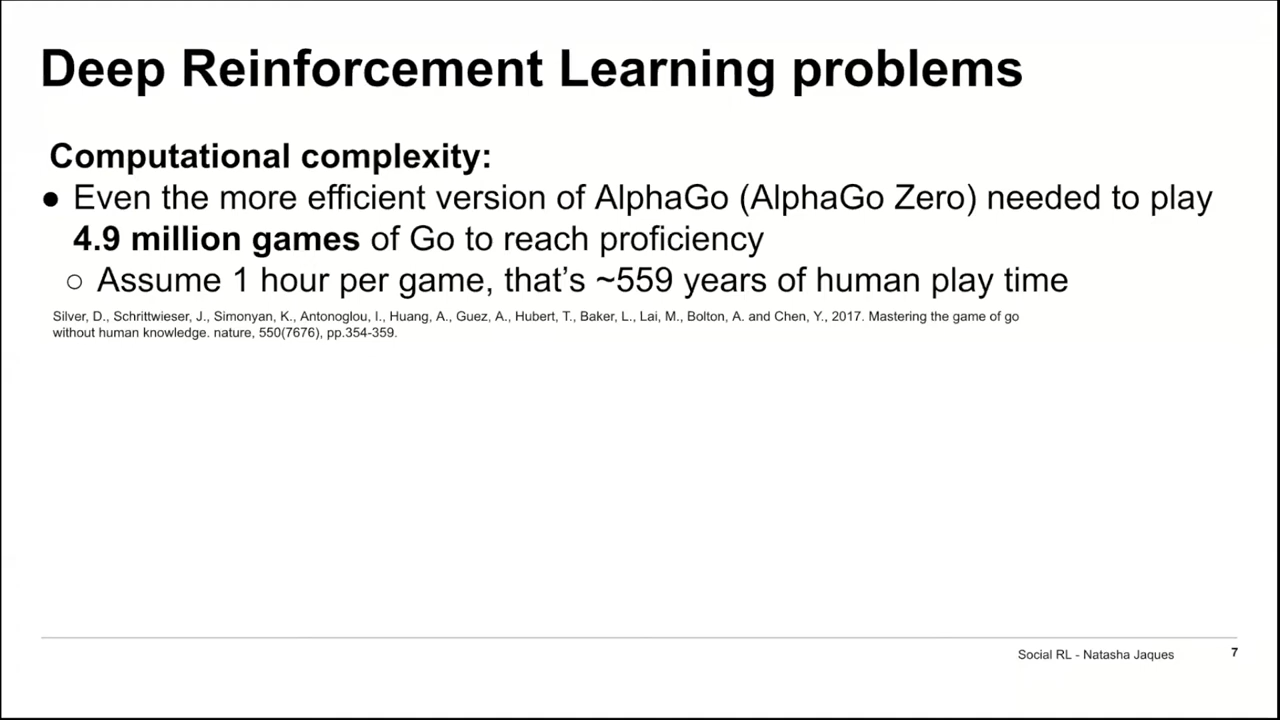 Deep Reinforcement Learning problems
Computational complexity:
● Even the more efficient version of AlphaGo (AlphaGo Zero) needed to play
4.9 million games of Go to reach proficiency
○ Assume 1 hour per game, that's ~559 years of human play time
Silver, D., Schrittwieser, J., Simonyan, K., Antonoglou, I., Huang, A., Guez, A., Hubert, T., Baker, L., Lai, M., Bolton, A. and Chen, Y., 2017. Mastering the game of go
without human knowledge. nature, 550(7676), pp.354-359.
Social RL - Natasha Jaques 7